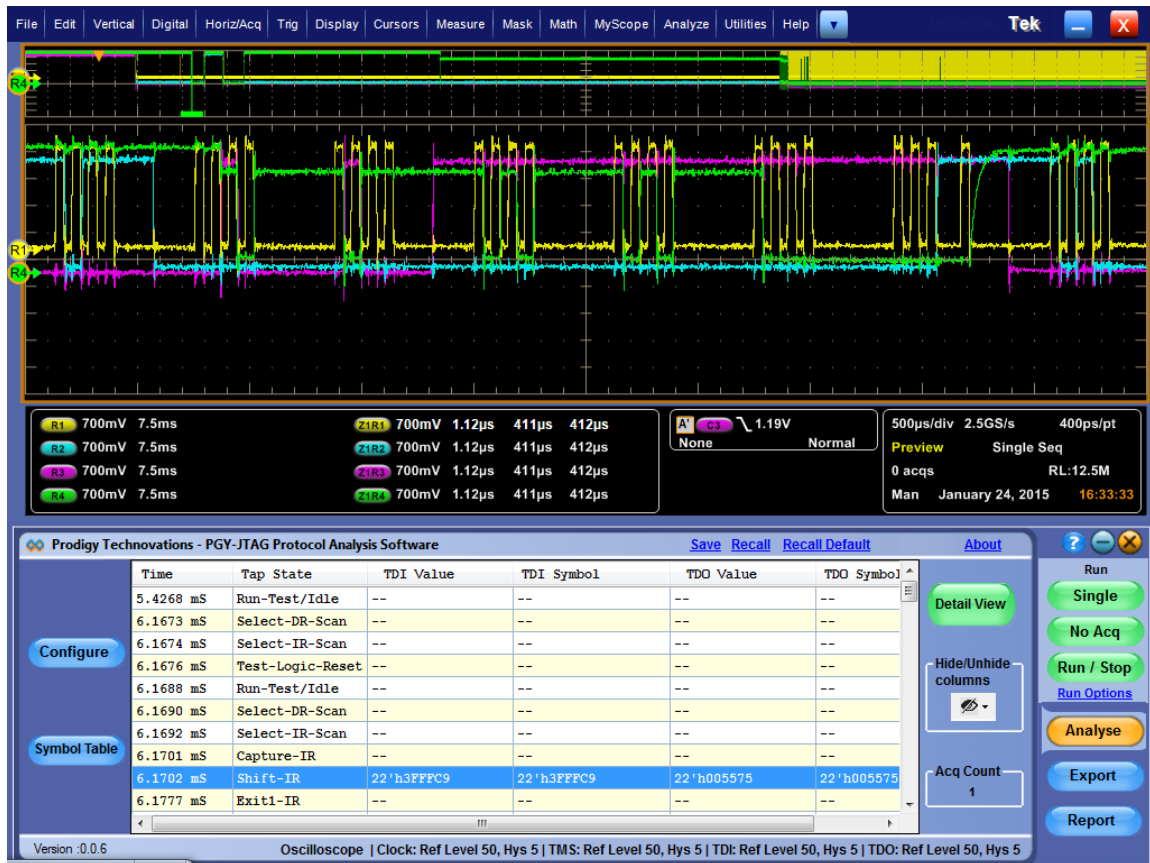 File Edit Vertical Digital Horiz/Acq Trig Display Cursors Measure Mask Math MyScope Analyze Utilities Help Tek X
R4
R1
R4
R1 700mV 7.5ms Z1R1 700mV 1.12µs 411µs 412µs A' C3 1.19V 500µs/div 2.5GS/s 400ps/pt
None Normal
R2 700mV 7.5ms Z1R2 700mV 1.12µs 411µs 412µs Preview Single Seq
R3 700mV 7.5ms Z1R3 700mV 1.12µs 411µs 412µs 0 acqs RL:12.5M
R4 700mV 7.5ms Z1R4 700mV 1.12µs 411µs 412µs Man January 24, 2015 16:33:33
Prodigy Technovations - PGY-JTAG Protocol Analysis Software Save Recall Recall Default About ?
Time Tap State TDI Value TDI Symbol TDO Value TDO Symbol
5.4268 mS Run-Test/Idle -- -- -- --
6.1673 mS Select-DR-Scan -- -- -- --
6.1674 mS Select-IR-Scan -- -- -- --
6.1676 mS Test-Logic-Reset -- -- -- --
6.1688 mS Run-Test/Idle -- -- -- --
6.1690 mS Select-DR-Scan -- -- -- --
6.1692 mS Select-IR-Scan -- -- -- --
6.1701 mS Capture-IR -- -- -- --
6.1702 mS Shift-IR 22'h3FFFC9 22'h3FFFC9 22'h005575 22'h005575
6.1777 mS Exit1-IR -- -- -- --
Configure
Symbol Table
Detail View
Hide/Unhide
columns
Acq Count
1
Run
Single
No Acq
Run / Stop
Run Options
Analyse
Export
Report
Version :0.0.6 Oscilloscope | Clock: Ref Level 50, Hys 5 | TMS: Ref Level 50, Hys 5 | TDI: Ref Level 50, Hys 5 | TDO: Ref Level 50, Hys 5